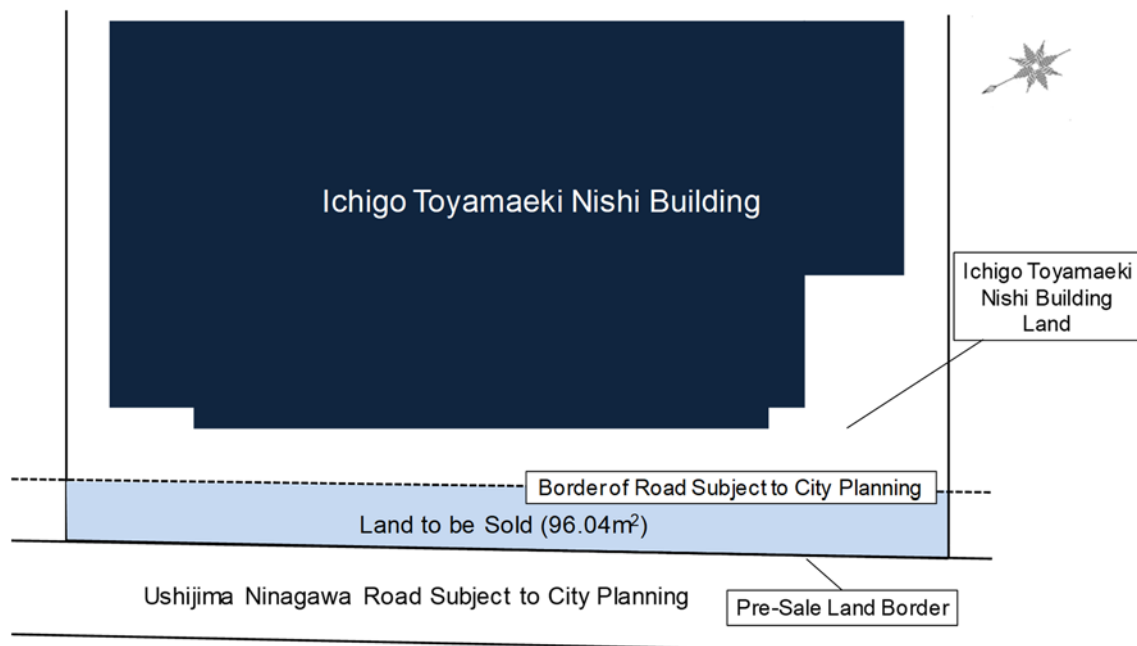 Ichigo Toyamaeki Nishi Building
Ichigo Toyamaeki
Nishi Building
Land
Border of Road Subject to City Planning
Land to be Sold (96.04m²)
Ushijima Ninagawa Road Subject to City Planning
Pre-Sale Land Border